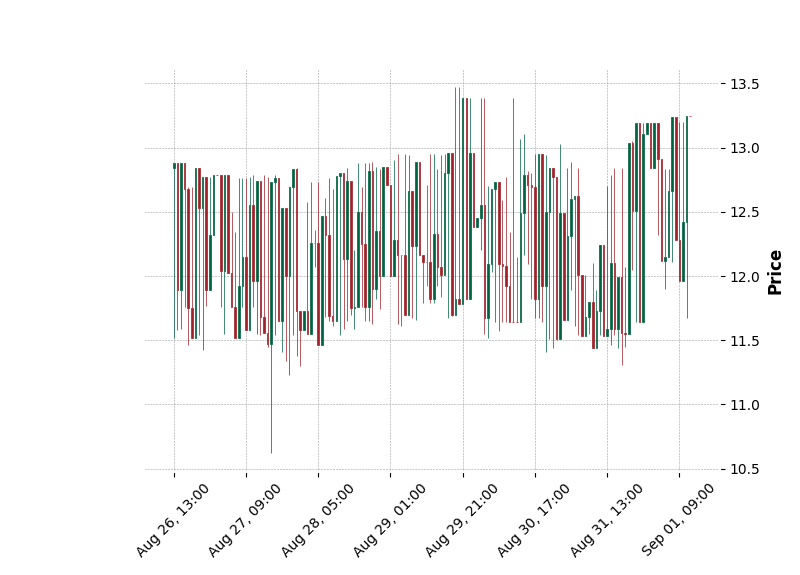 13.5
13.0
12.5
12.0
11.5
11.0
10.5
Price
Aug 26, 13:00
Aug 27, 09:00
Aug 28, 05:00
Aug 29, 01:00
Aug 29, 21:00
Aug 30, 17:00
Aug 31, 13:00
Sep 01, 09:00